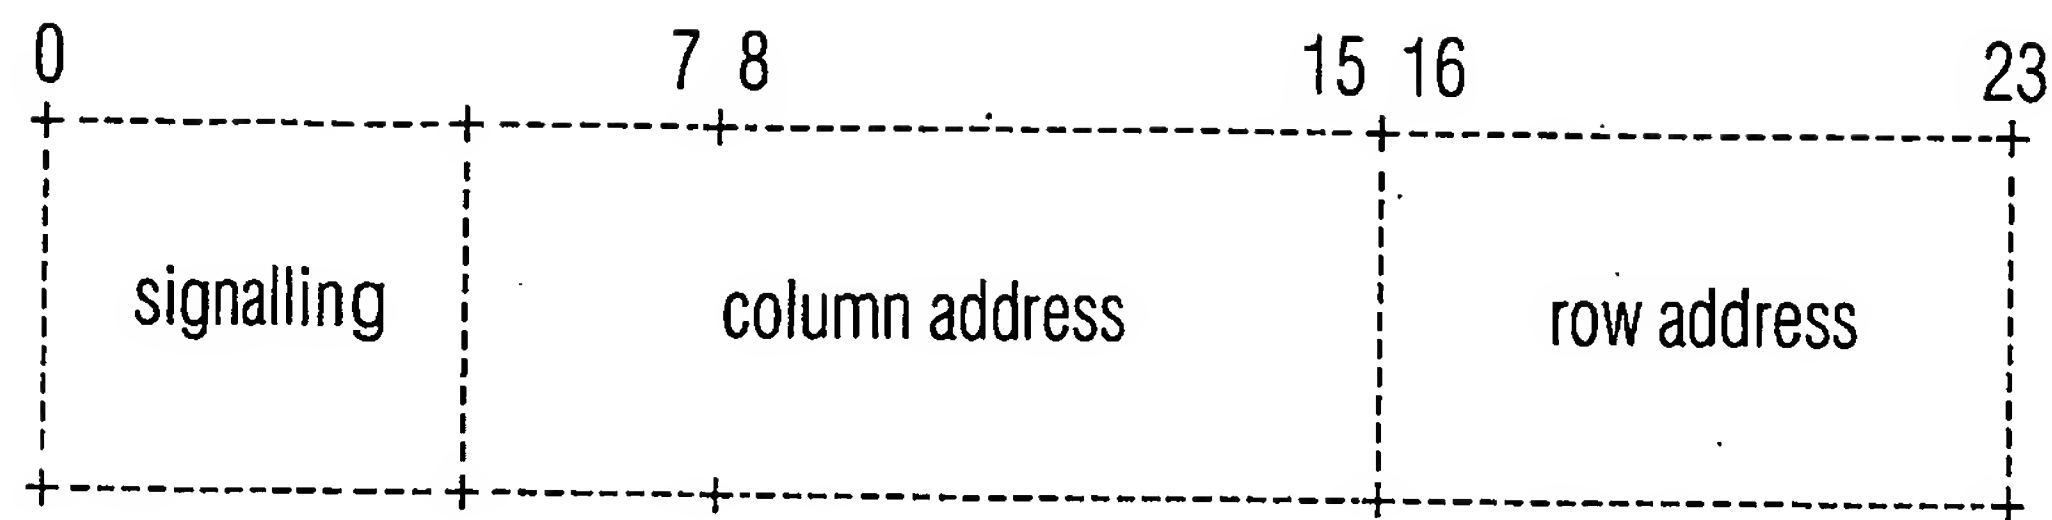 0 7 8 15 16 23
signalling column address row address